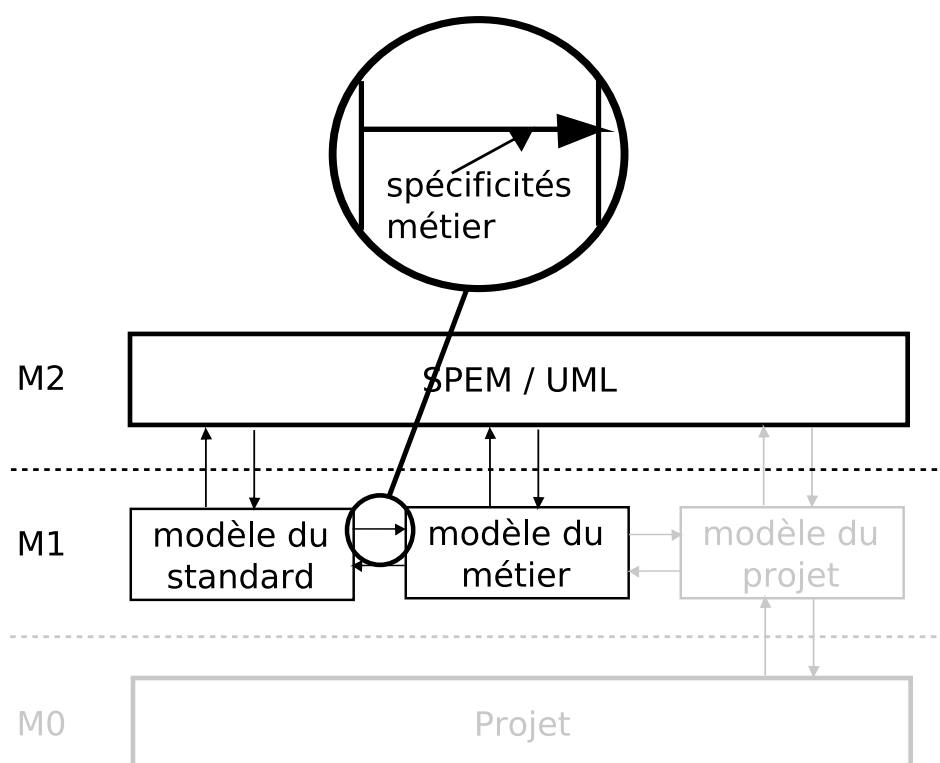 spécificités
métier
M2
SPEM / UML
M1
modèle du
standard
modèle du
métier
modèle du
projet
M0
Projet